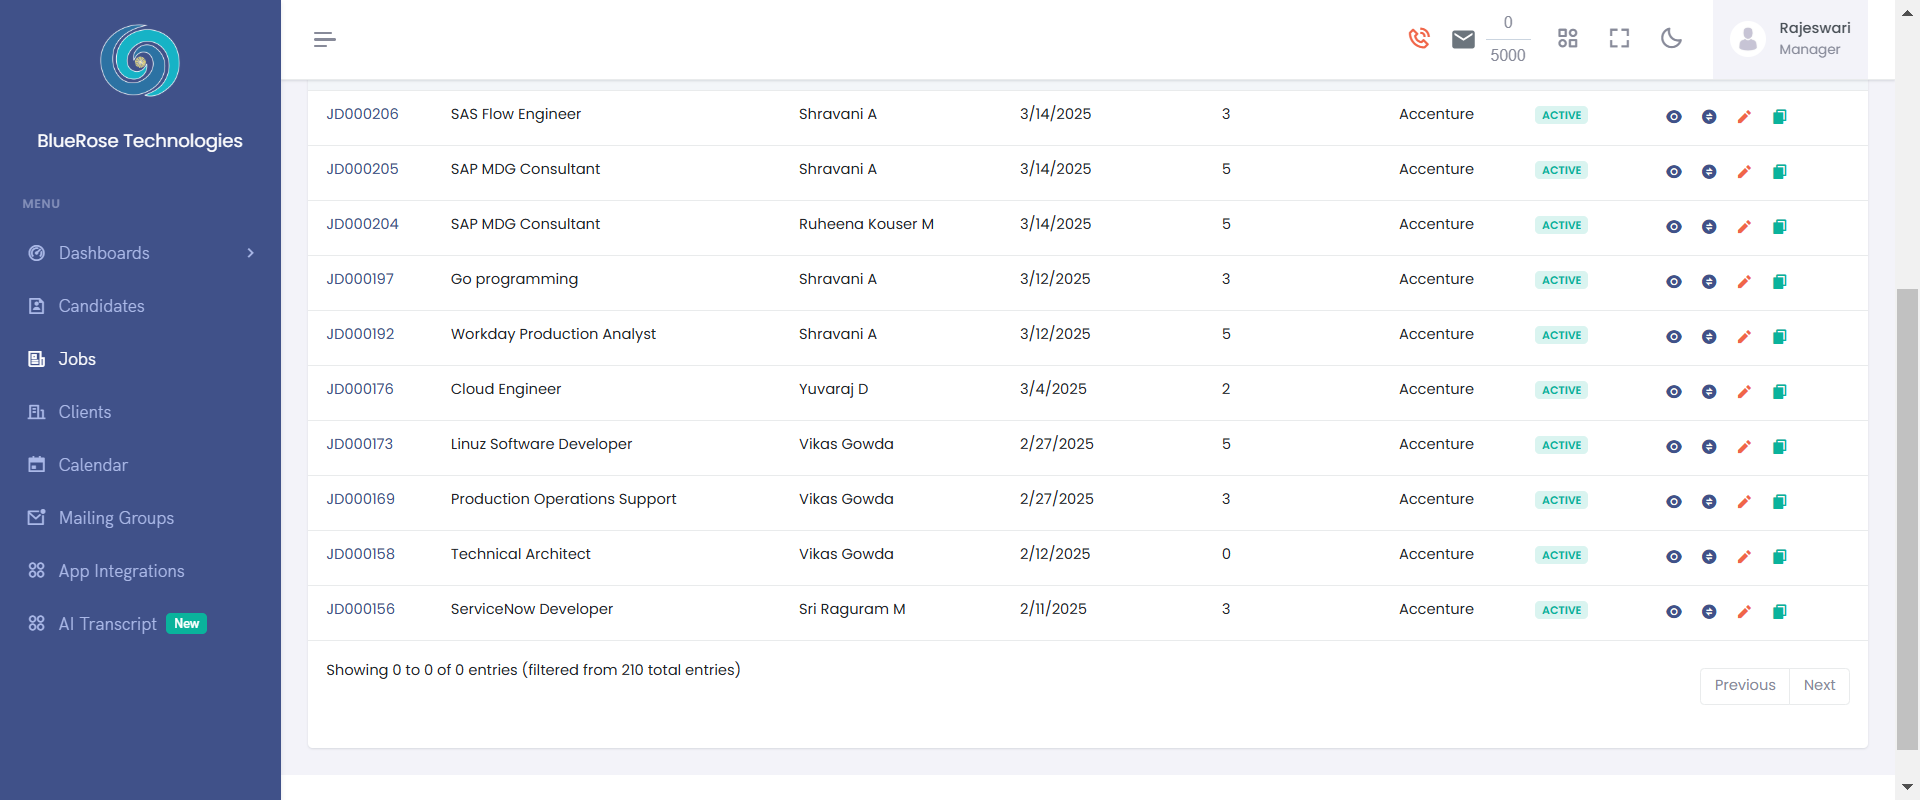 BlueRose Technologies
MENU
Dashboards
Candidates
Jobs
Clients
Calendar
Mailing Groups
App Integrations
AI Transcript New
0
5000
Rajeswari
Manager
JD000206 SAS Flow Engineer Shravani A 3/14/2025 3 Accenture ACTIVE
JD000205 SAP MDG Consultant Shravani A 3/14/2025 5 Accenture ACTIVE
JD000204 SAP MDG Consultant Ruheena Kouser M 3/14/2025 5 Accenture ACTIVE
JD000197 Go programming Shravani A 3/12/2025 3 Accenture ACTIVE
JD000192 Workday Production Analyst Shravani A 3/12/2025 5 Accenture ACTIVE
JD000176 Cloud Engineer Yuvaraj D 3/4/2025 2 Accenture ACTIVE
JD000173 Linuz Software Developer Vikas Gowda 2/27/2025 5 Accenture ACTIVE
JD000169 Production Operations Support Vikas Gowda 2/27/2025 3 Accenture ACTIVE
JD000158 Technical Architect Vikas Gowda 2/12/2025 0 Accenture ACTIVE
JD000156 ServiceNow Developer Sri Raguram M 2/11/2025 3 Accenture ACTIVE
Showing 0 to 0 of 0 entries (filtered from 210 total entries)
Previous Next